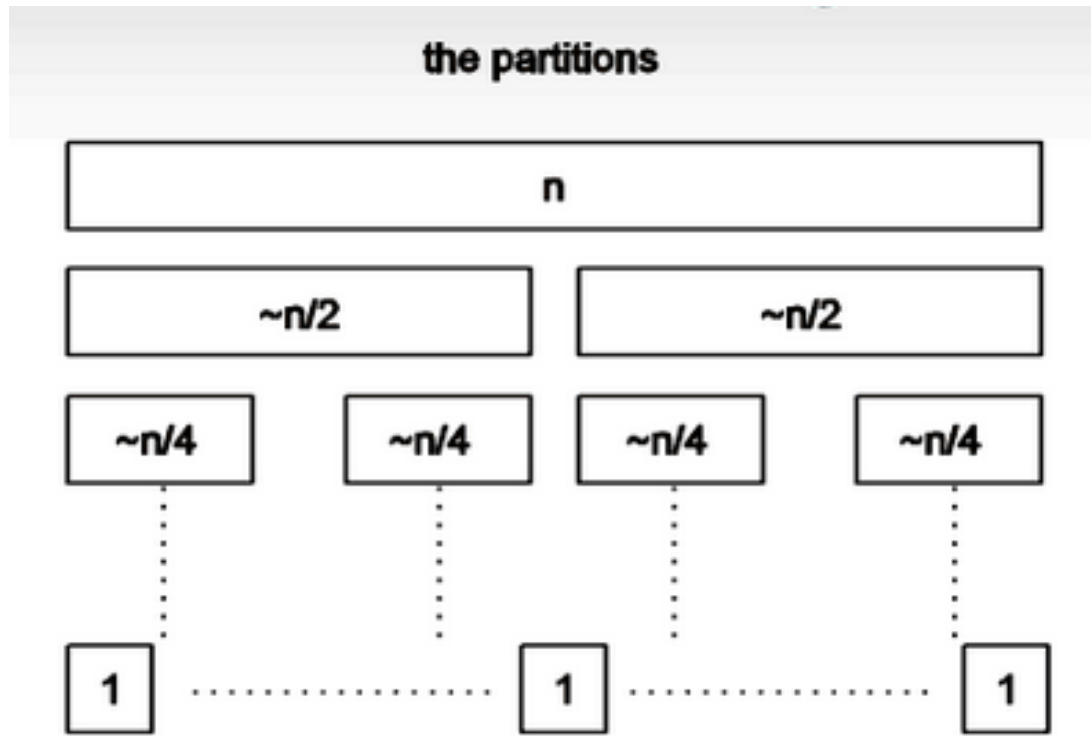 the partitions
n
~n/2 ~n/2
~n/4 ~n/4 ~n/4 ~n/4
1 1 1